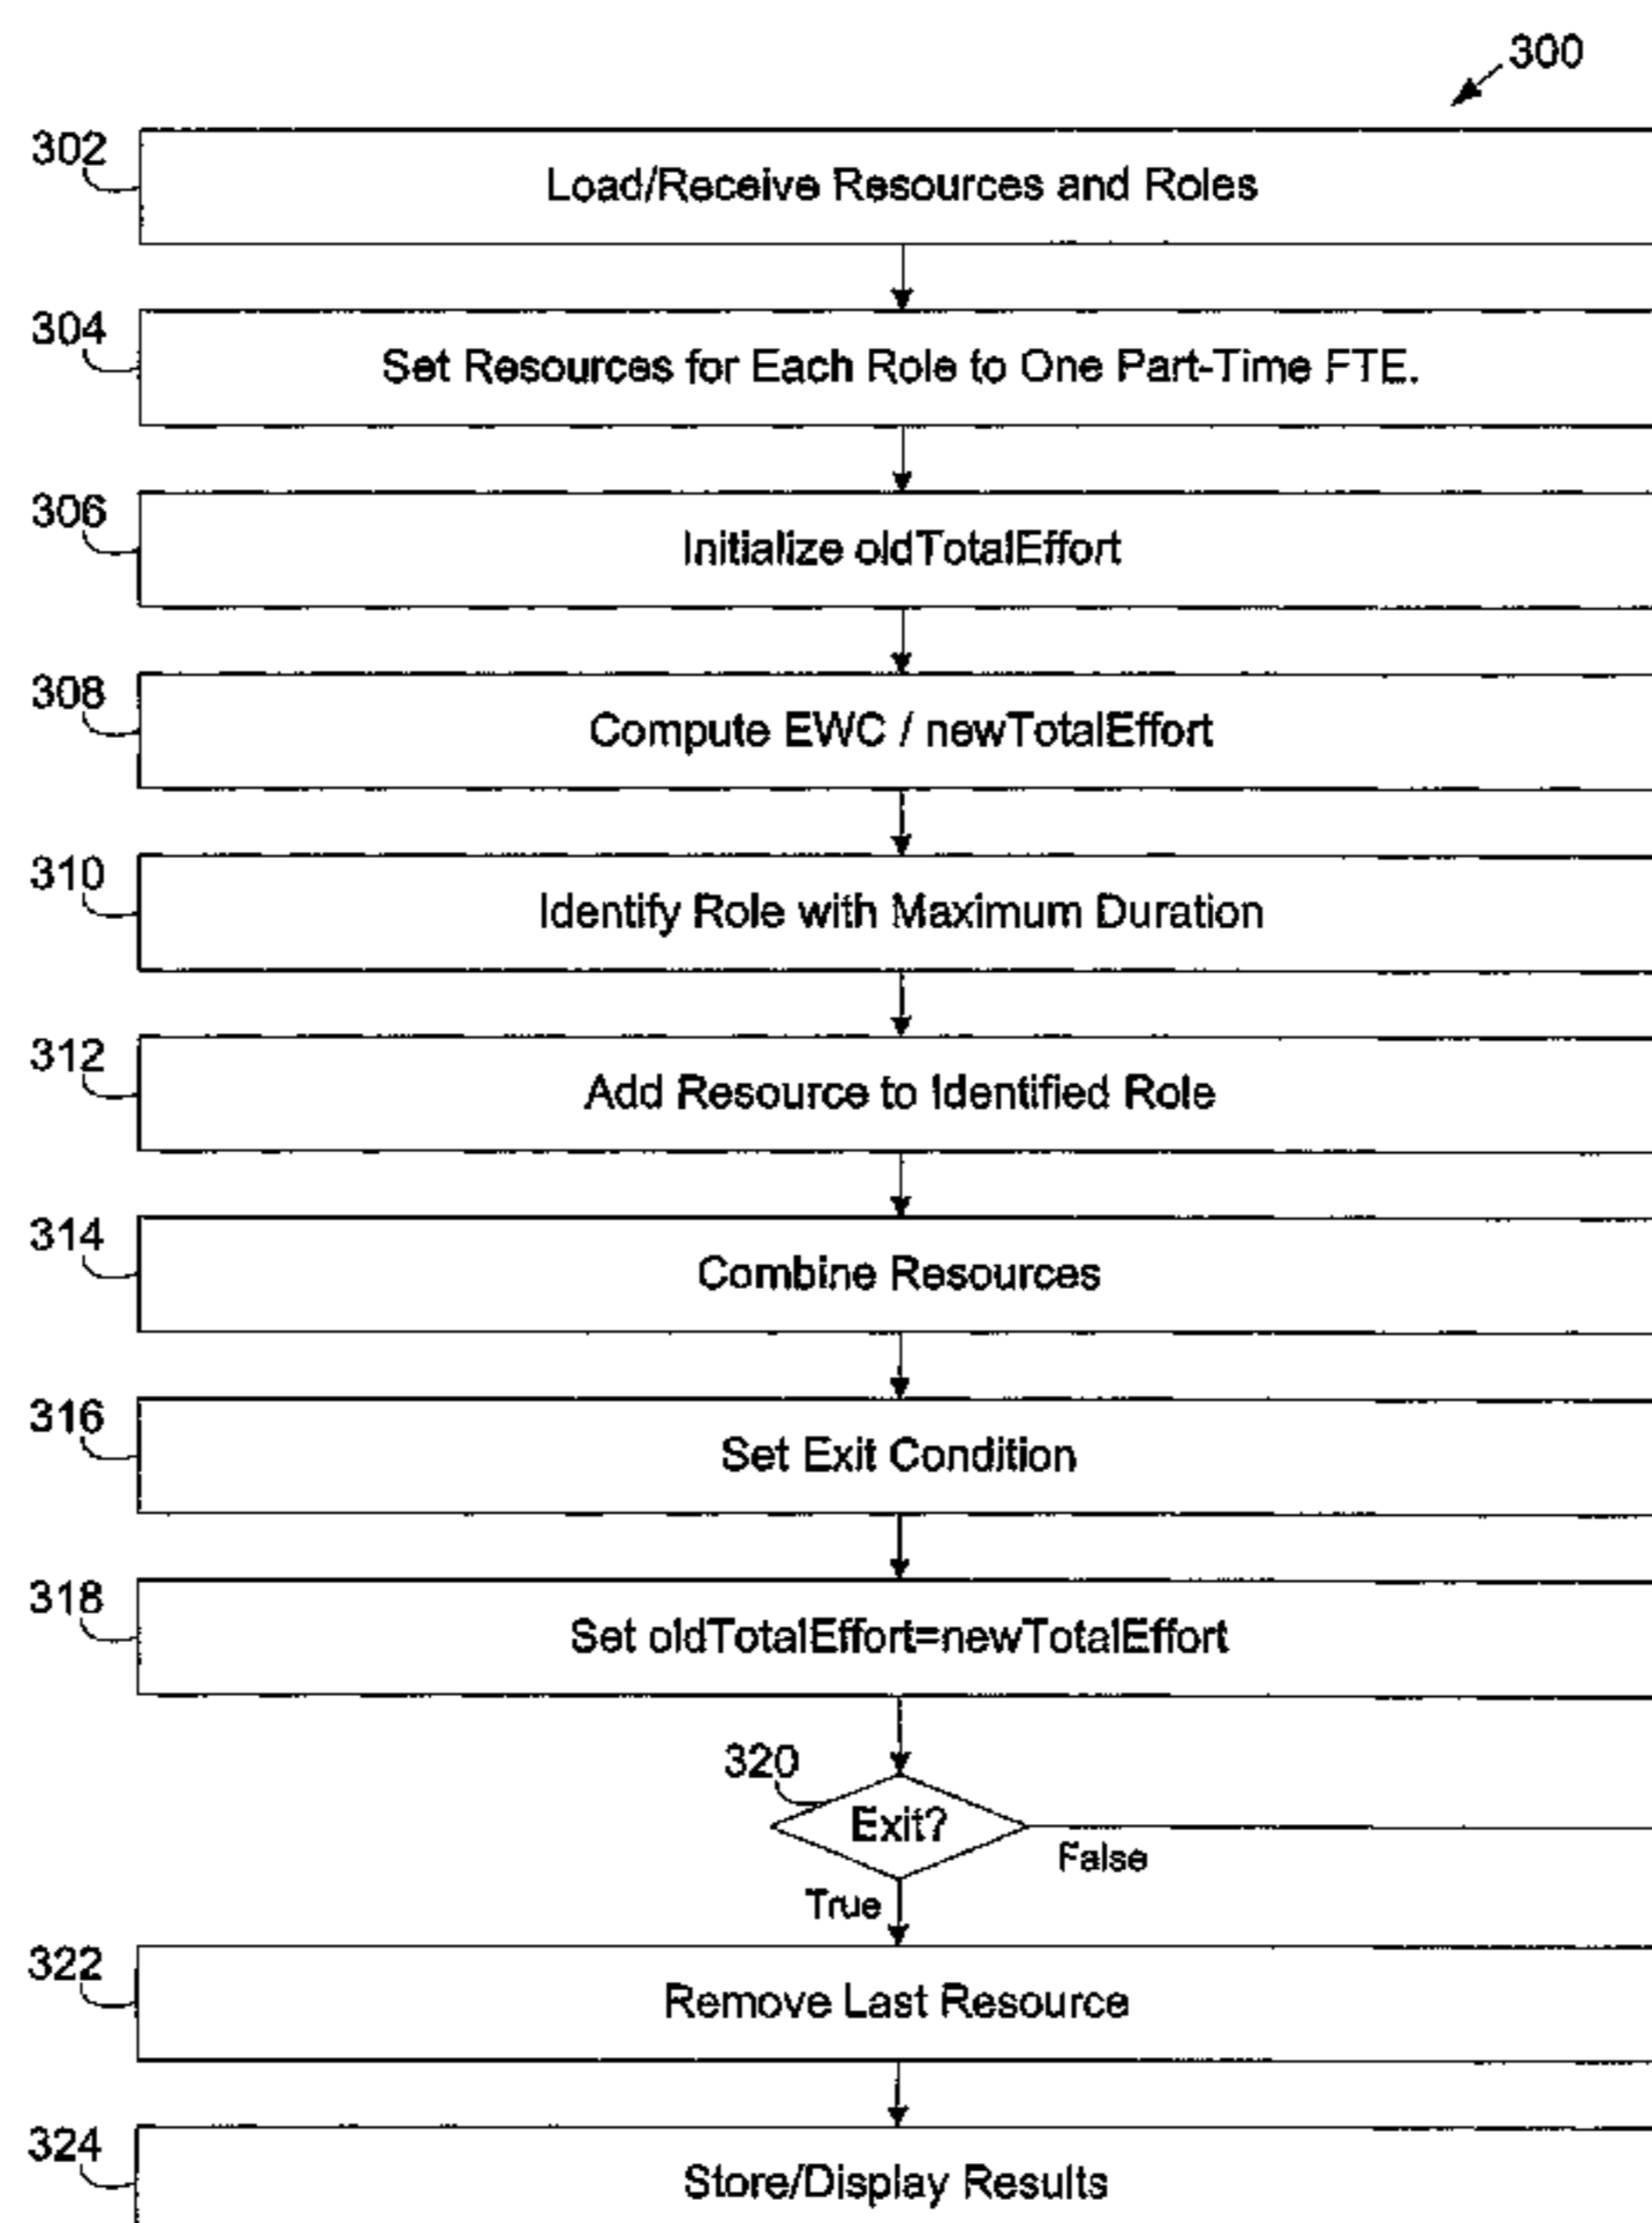 300
302
Load/Receive Resources and Roles
304
Set Resources for Each Role to One Part-Time FTE.
306
Initialize oldTotalEffort
308
Compute EWC / newTotalEffort
310
Identify Role with Maximum Duration
312
Add Resource to Identified Role
314
Combine Resources
316
Set Exit Condition
318
Set oldTotalEffort=newTotalEffort
320
Exit?
False
True
322
Remove Last Resource
324
Store/Display Results